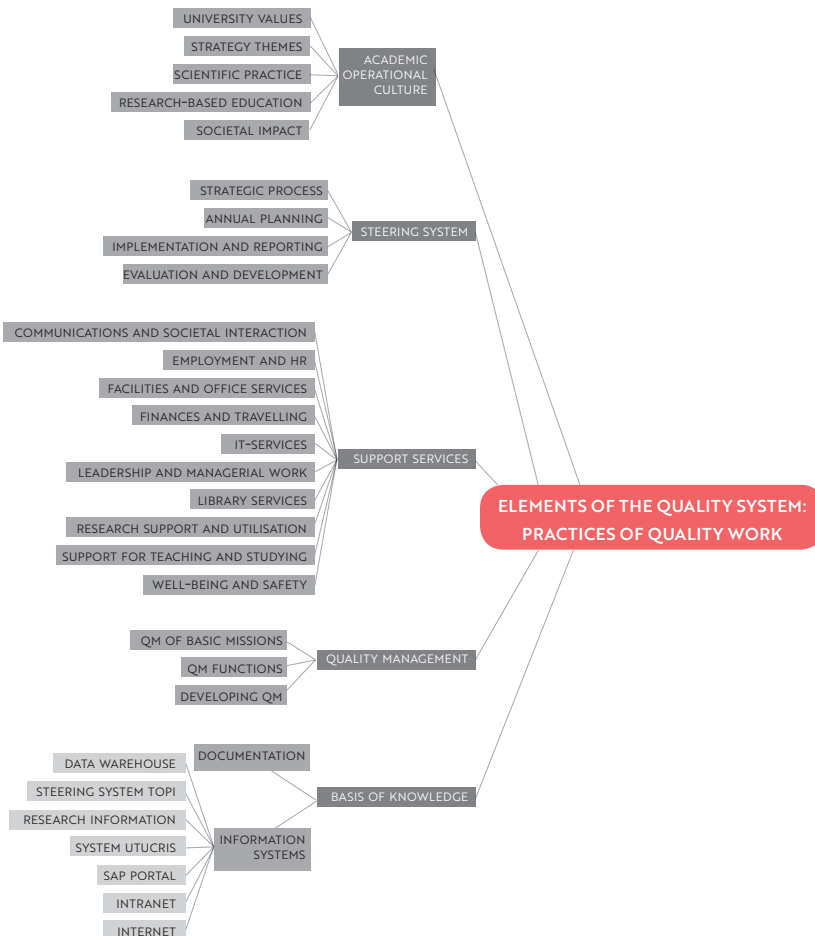 UNIVERSITY VALUES
STRATEGY THEMES
SCIENTIFIC PRACTICE
RESEARCH-BASED EDUCATION
SOCIETAL IMPACT
ACADEMIC
OPERATIONAL
CULTURE
STRATEGIC PROCESS
ANNUAL PLANNING
IMPLEMENTATION AND REPORTING
EVALUATION AND DEVELOPMENT
STEERING SYSTEM
COMMUNICATIONS AND SOCIETAL INTERACTION
EMPLOYMENT AND HR
FACILITIES AND OFFICE SERVICES
FINANCES AND TRAVELLING
IT-SERVICES
LEADERSHIP AND MANAGERIAL WORK
LIBRARY SERVICES
RESEARCH SUPPORT AND UTILISATION
SUPPORT FOR TEACHING AND STUDYING
WELL-BEING AND SAFETY
SUPPORT SERVICES
ELEMENTS OF THE QUALITY SYSTEM:
PRACTICES OF QUALITY WORK
QM OF BASIC MISSIONS
QM FUNCTIONS
DEVELOPING QM
QUALITY MANAGEMENT
DOCUMENTATION
DATA WAREHOUSE
STEERING SYSTEM TOPI
RESEARCH INFORMATION
SYSTEM UTUCRIS
SAP PORTAL
INTRANET
INTERNET
INFORMATION
SYSTEMS
BASIS OF KNOWLEDGE